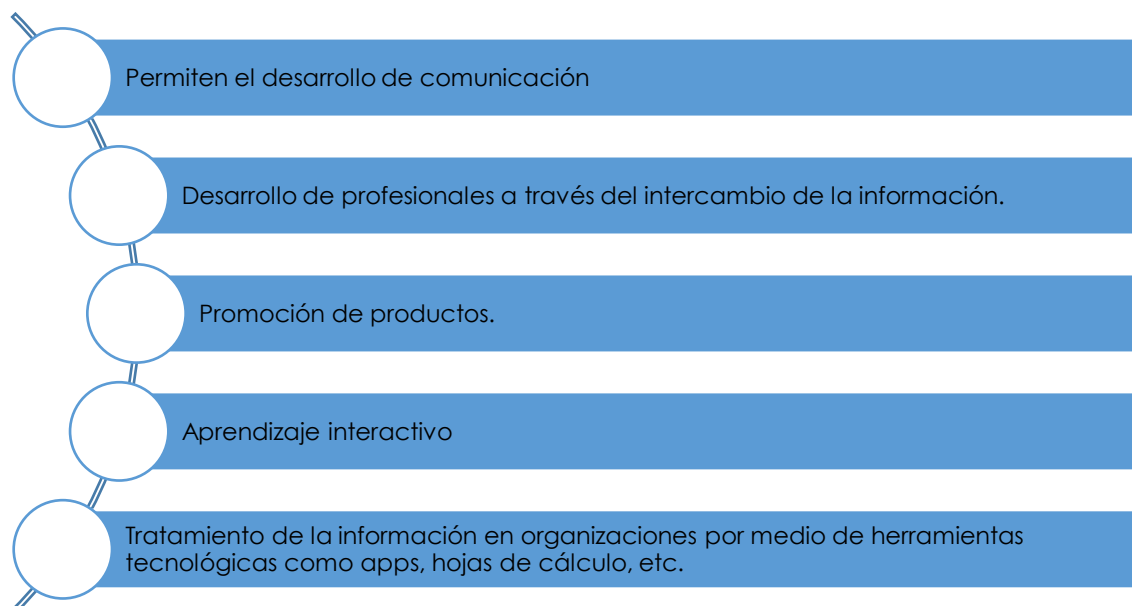 Permiten el desarrollo de comunicación
Desarrollo de profesionales a través del intercambio de la información.
Promoción de productos.
Aprendizaje interactivo
Tratamiento de la información en organizaciones por medio de herramientas
tecnológicas como apps, hojas de cálculo, etc.